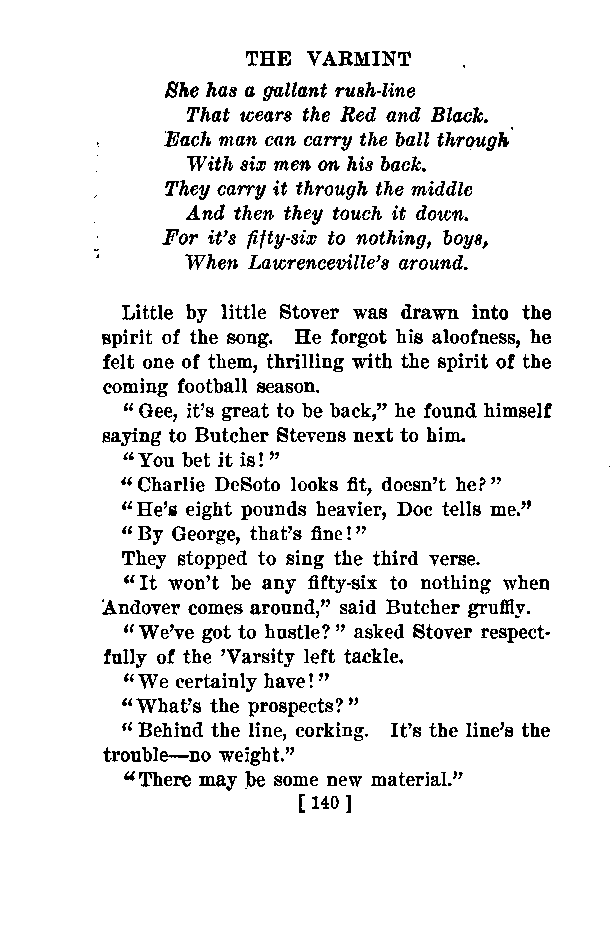 THE VARMINT
She has a gallant rush-line
That wears the Red and Black.
Each man can carry the ball through
With six men on his back.
They carry it through the middle
And then they touch it down.
For it's fifty-six to nothing, boys,
When Lawrenceville's around.
Little by little Stover was drawn into the
spirit of the song. He forgot his aloofness, he
felt one of them, thrilling with the spirit of the
coming football season.
“Gee, it's great to be back,” he found himself
saying to Butcher Stevens next to him.
“You bet it is!”
“Charlie DeSoto looks fit, doesn't he?”
“He's eight pounds heavier, Doc tells me.”
“By George, that's fine!”
They stopped to sing the third verse.
“It won't be any fifty-six to nothing when
Andover comes around,” said Butcher gruffly.
“We've got to hustle?” asked Stover respect-
fully of the 'Varsity left tackle.
“We certainly have!”
“What's the prospects?”
“Behind the line, corking. It's the line's the
trouble—no weight.”
“There may be some new material.”
[ 140 ]